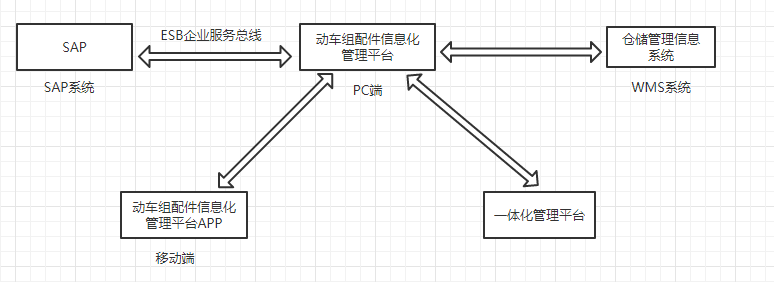 SAP
ESB企业服务总线
动车组配件信息化
管理平台
仓储管理信息
系统
SAP系统
PC端
WMS系统
动车组配件信息化
管理平台APP
一体化管理平台
移动端